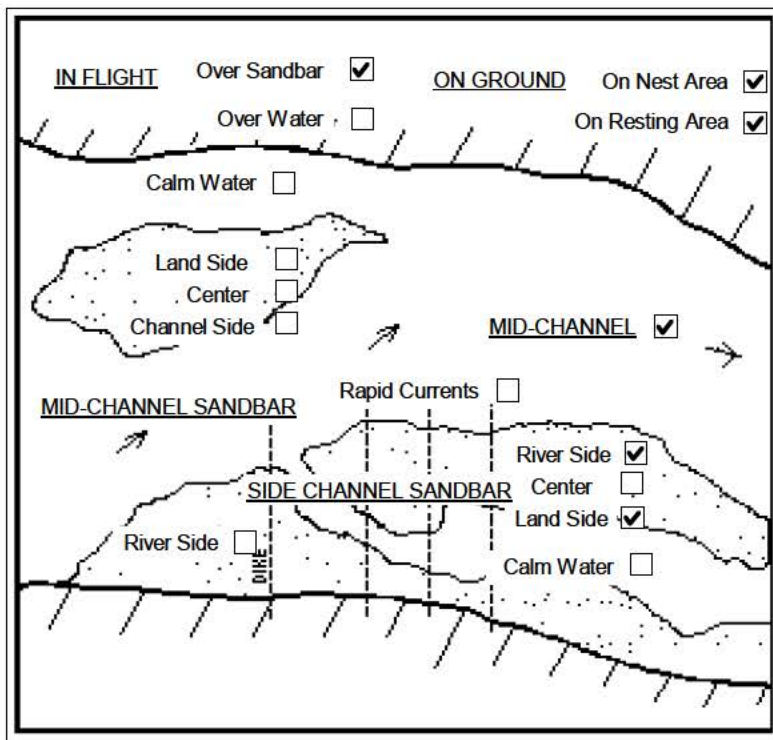 IN FLIGHT Over Sandbar ON GROUND On Nest Area
Over Water On Resting Area
Calm Water
Land Side
Center
Channel Side
MID-CHANNEL
Rapid Currents
MID-CHANNEL SANDBAR
River Side
SIDE CHANNEL SANDBAR Center
Land Side
River Side
DIKE
Calm Water